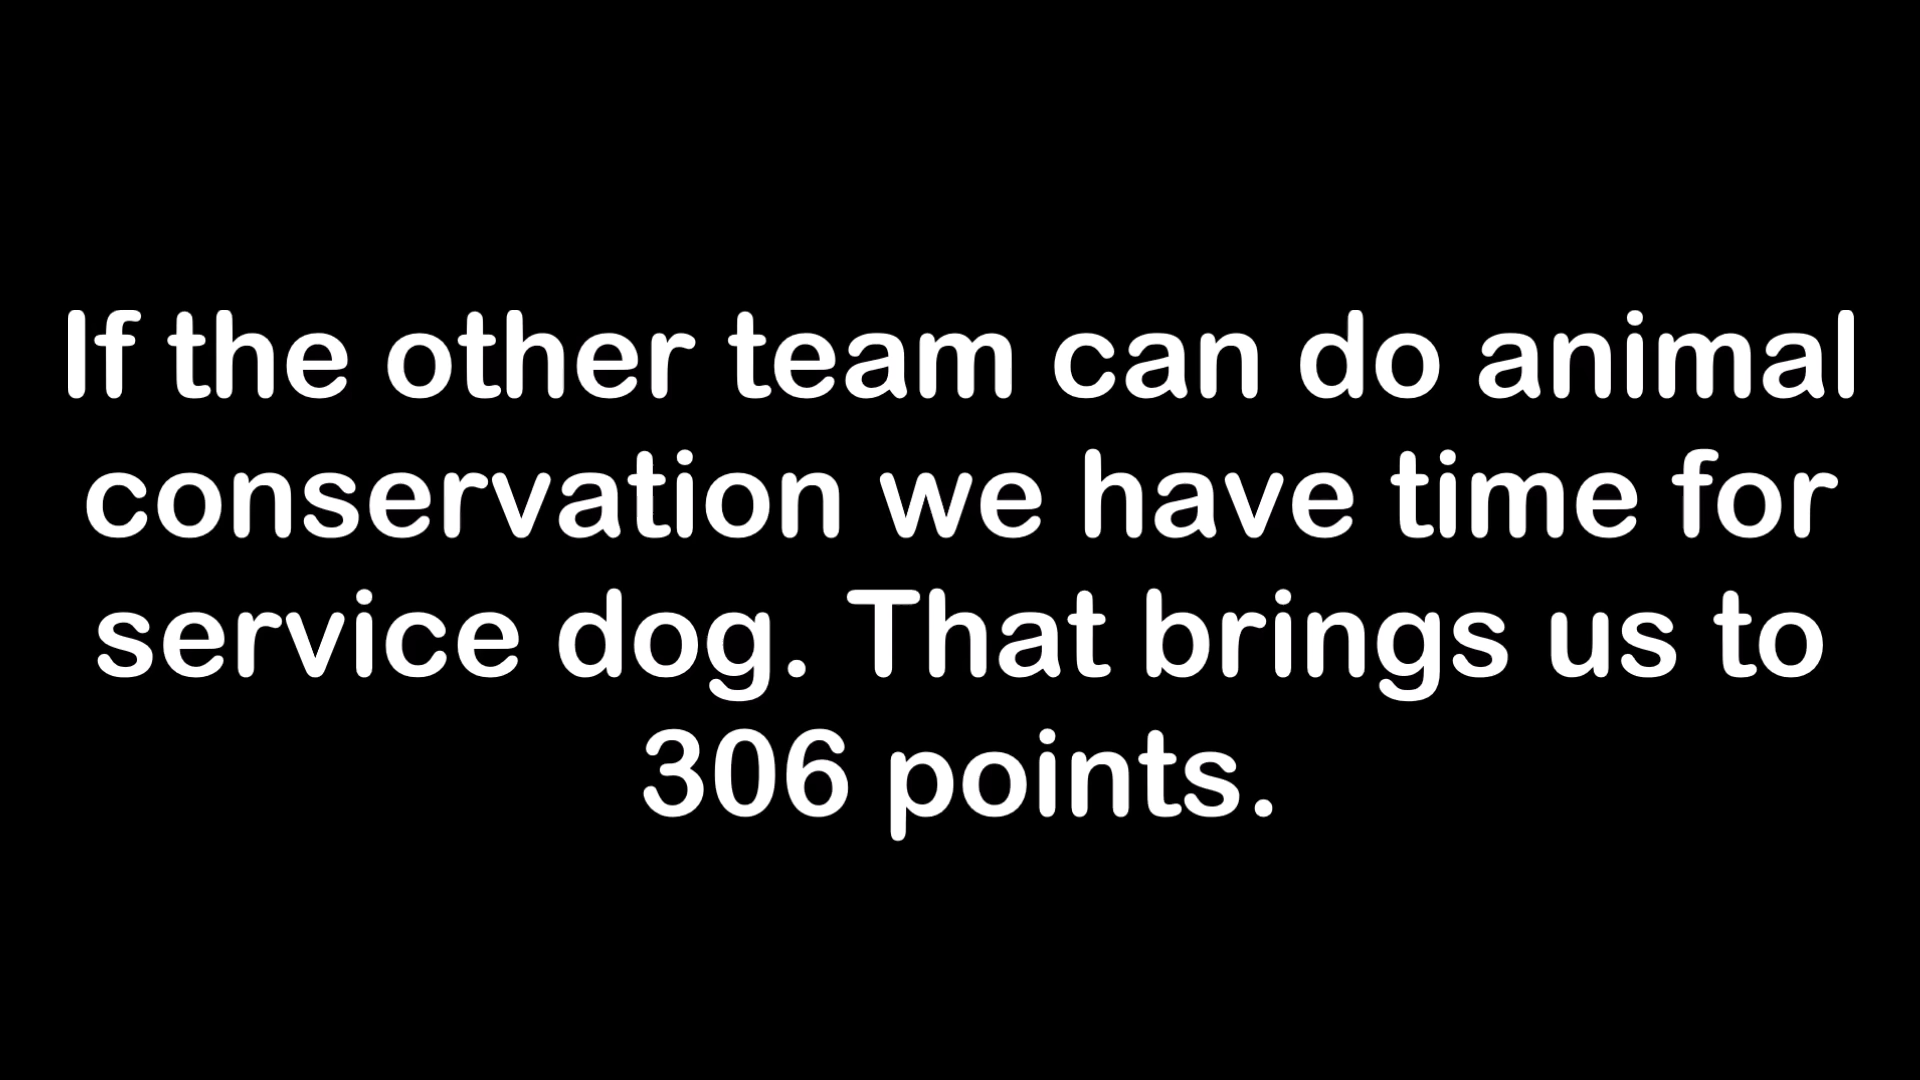 If the other team can do animal
conservation we have time for
service dog. That brings us to
306 points.